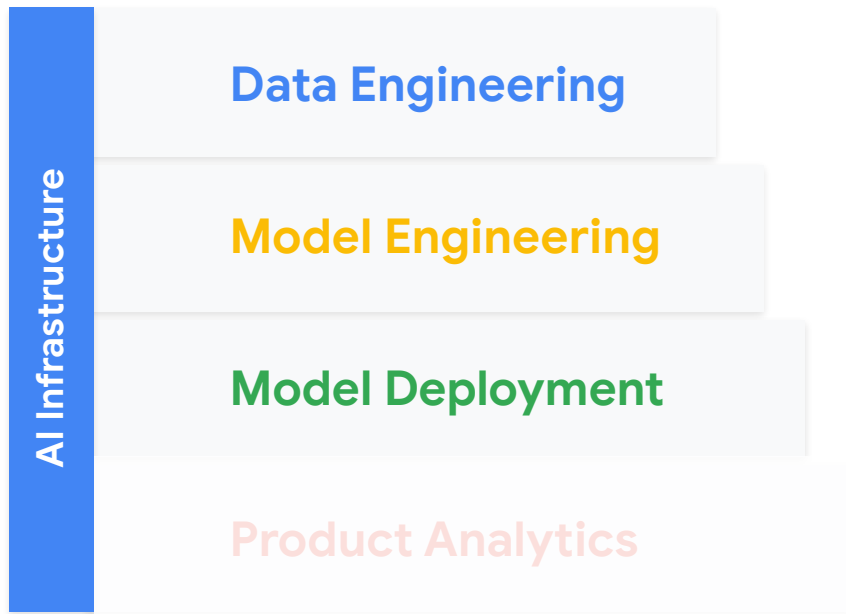 AI Infrastructure
Data Engineering
Model Engineering
Model Deployment
Product Analytics